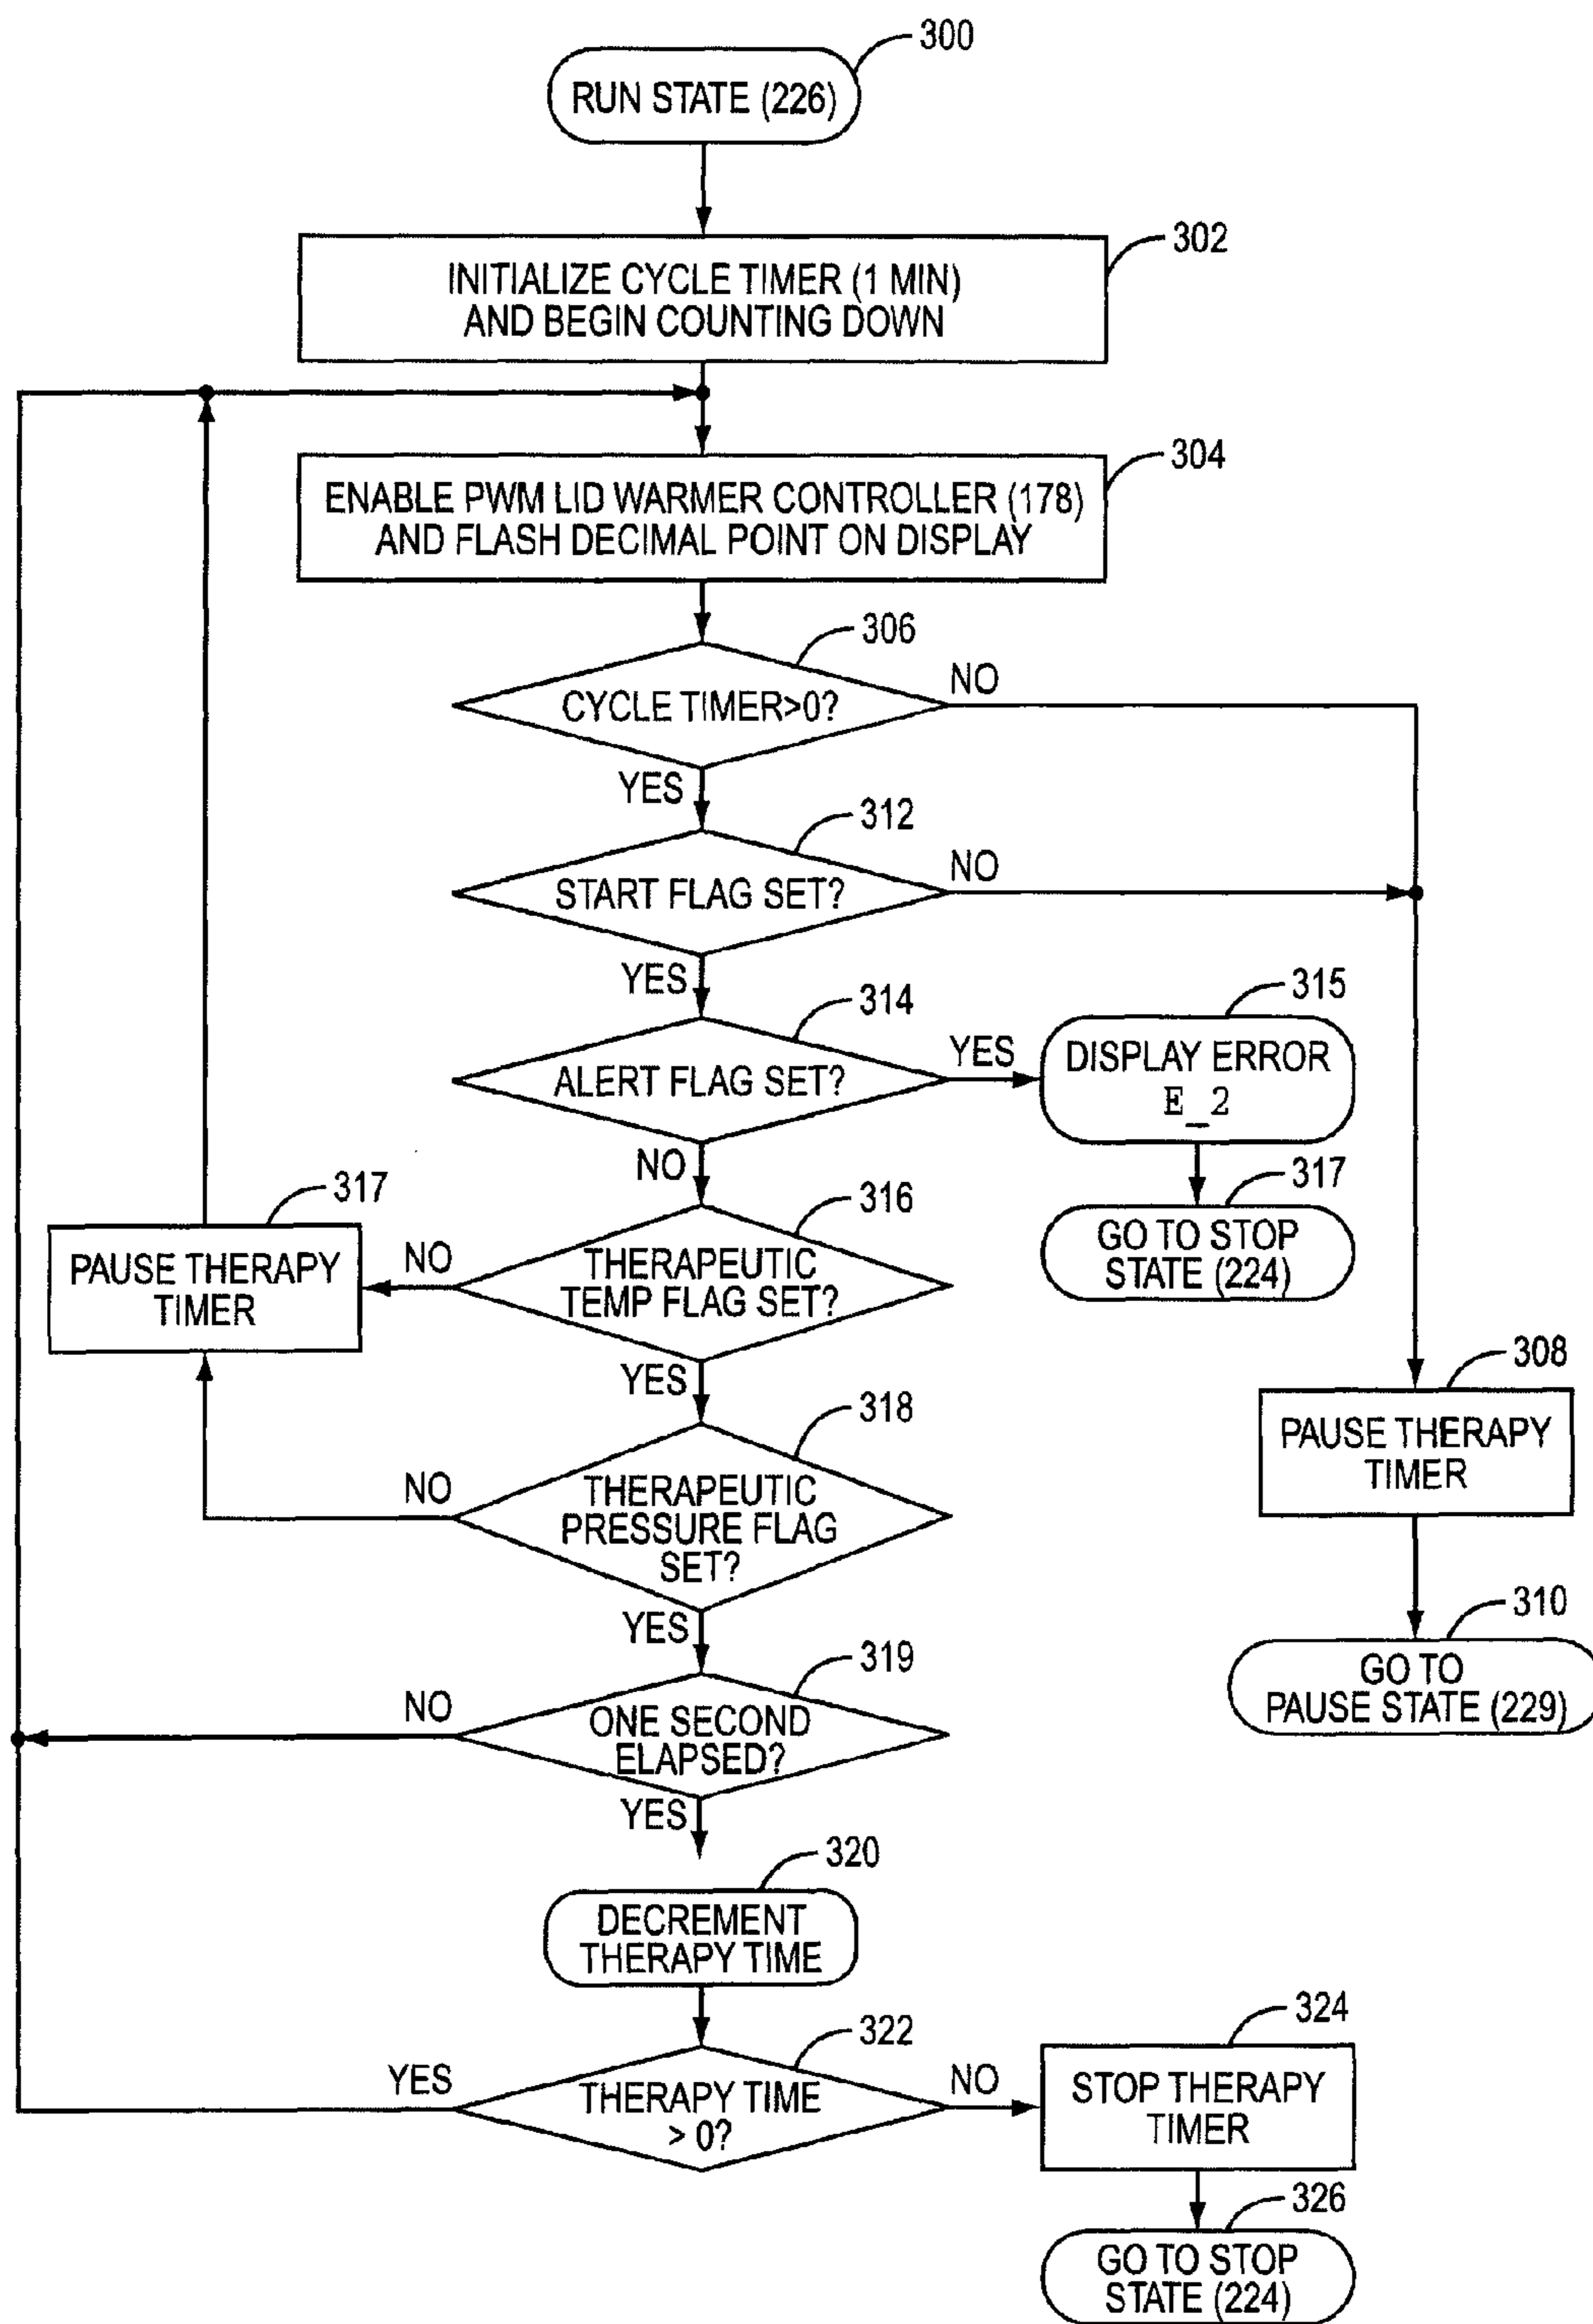 300
RUN STATE (226)
302
INITIALIZE CYCLE TIMER (1 MIN)
AND BEGIN COUNTING DOWN
304
ENABLE PWM LID WARMER CONTROLLER (178)
AND FLASH DECIMAL POINT ON DISPLAY
306
CYCLE TIMER>0?
NO
YES
312
START FLAG SET?
NO
YES
314
ALERT FLAG SET?
YES
315
DISPLAY ERROR
E_2
NO
317
GO TO STOP
STATE (224)
316
THERAPEUTIC
TEMP FLAG SET?
NO
317
PAUSE THERAPY
TIMER
YES
318
THERAPEUTIC
PRESSURE FLAG
SET?
NO
308
PAUSE THERAPY
TIMER
YES
310
GO TO
PAUSE STATE (229)
319
ONE SECOND
ELAPSED?
NO
YES
320
DECREMENT
THERAPY TIME
322
THERAPY TIME
> 0?
YES
NO
324
STOP THERAPY
TIMER
326
GO TO STOP
STATE (224)